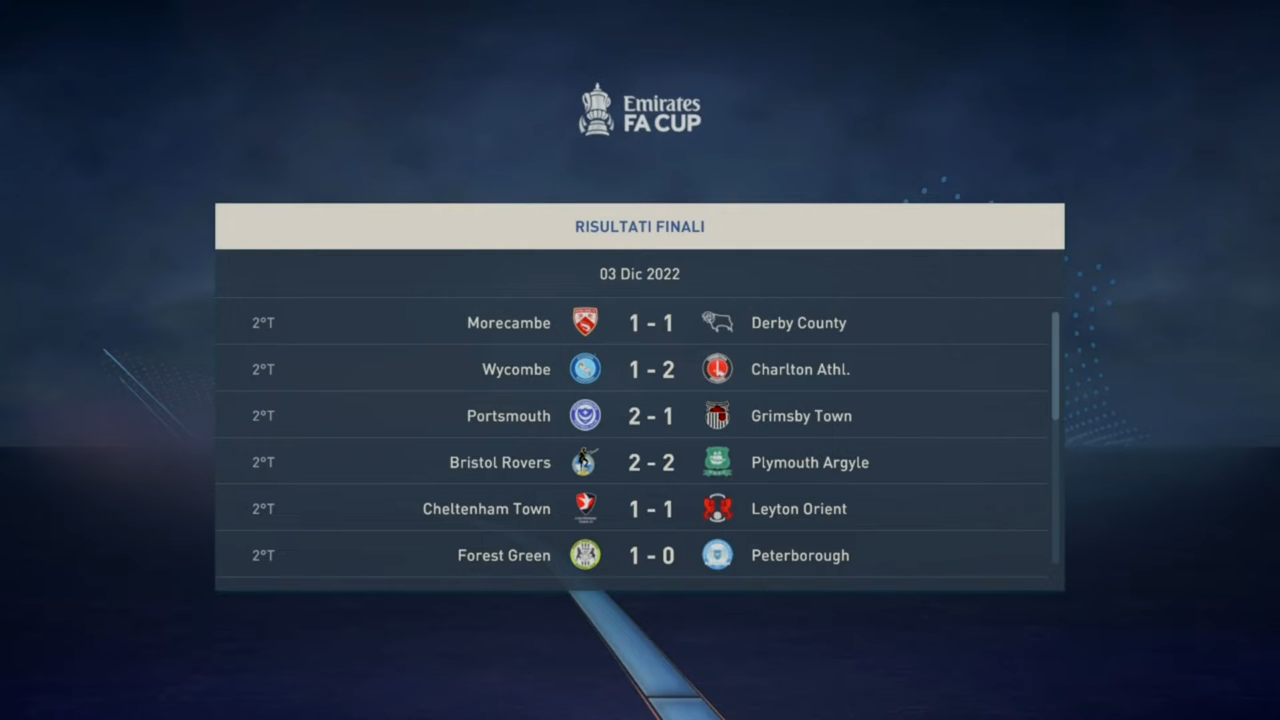 Emirates
FA CUP
RISULTATI FINALI
03 Dic 2022
2°T Morecambe 1 - 1 Derby County
2°T Wycombe 1 - 2 Charlton Athl.
2°T Portsmouth 2 - 1 Grimsby Town
2°T Bristol Rovers 2 - 2 Plymouth Argyle
2°T Cheltenham Town 1 - 1 Leyton Orient
2°T Forest Green 1 - 0 Peterborough